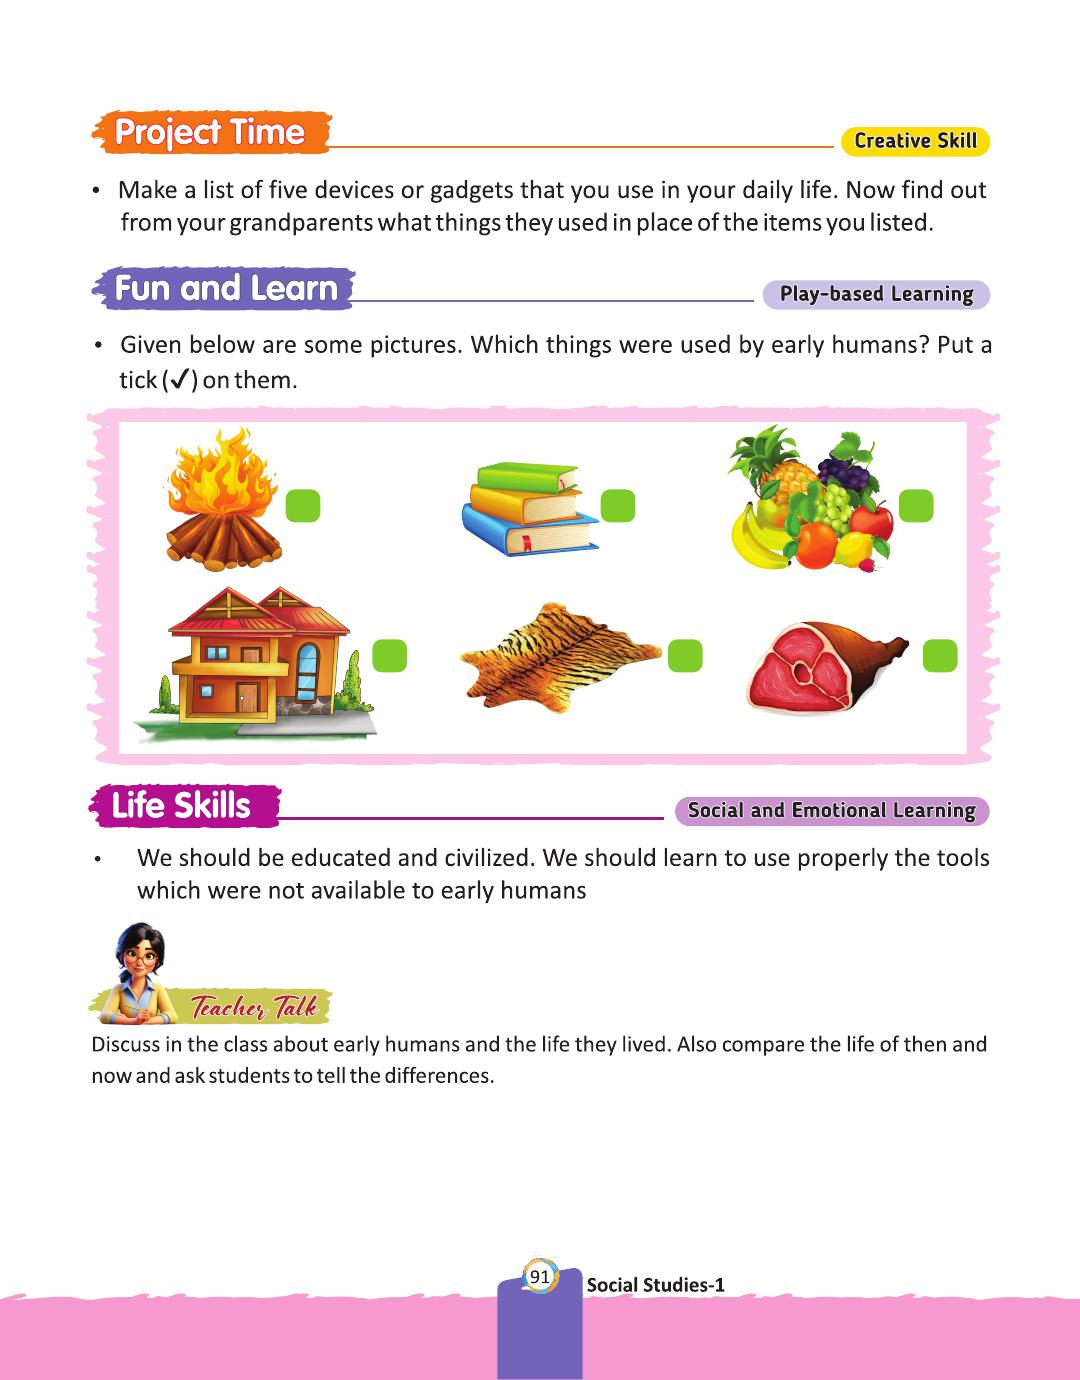 Project Time
Creative Skill
• Make a list of five devices or gadgets that you use in your daily life. Now find out
from your grandparents what things they used in place of the items you listed.
Fun and Learn
Play-based Learning
• Given below are some pictures. Which things were used by early humans? Put a
tick (✓) on them.
Life Skills
Social and Emotional Learning
• We should be educated and civilized. We should learn to use properly the tools
which were not available to early humans
Teacher Talk
Discuss in the class about early humans and the life they lived. Also compare the life of then and
now and ask students to tell the differences.
91
Social Studies-1